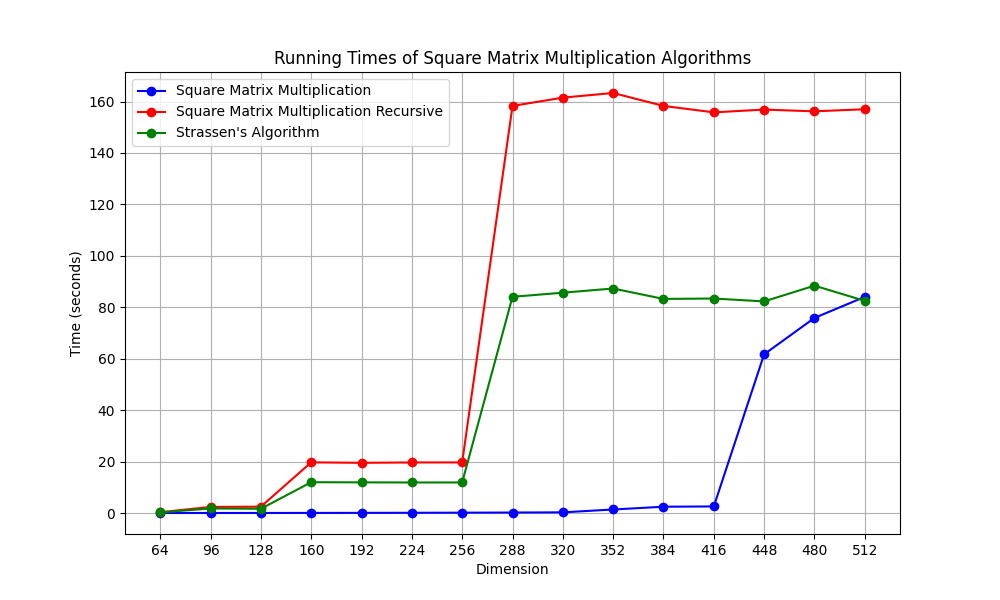 Running Times of Square Matrix Multiplication Algorithms
Square Matrix Multiplication
Square Matrix Multiplication Recursive
Strassen's Algorithm
Time (seconds)
160
140
120
100
80
60
40
20
0
64 96 128 160 192 224 256 288 320 352 384 416 448 480 512
Dimension